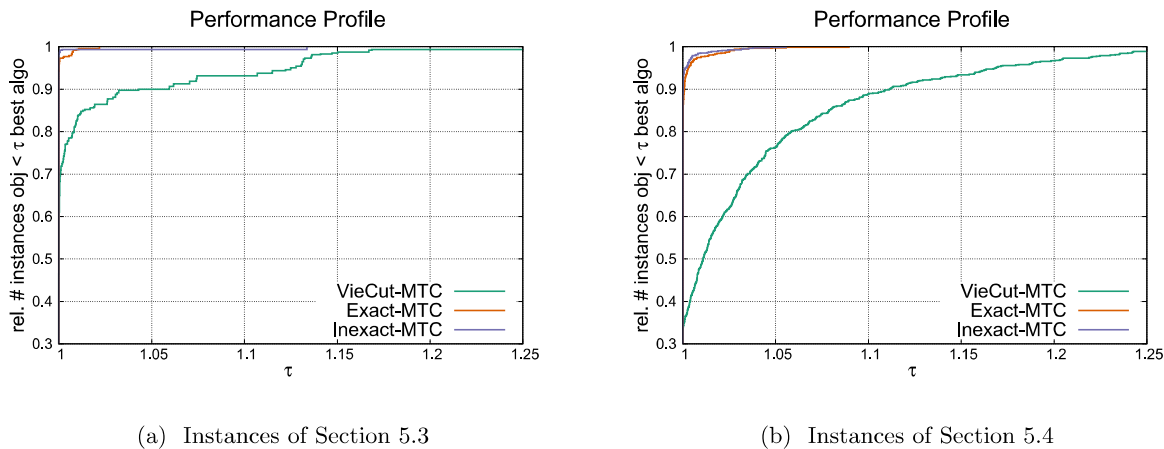 Performance Profile
rel. # instances obj < τ best algo
1
0.9
0.8
0.7
0.6
0.5
0.4
0.3
VieCut-MTC
Exact-MTC
Inexact-MTC
1 1.05 1.1 1.15 1.2 1.25
τ
(a) Instances of Section 5.3
Performance Profile
rel. # instances obj < τ best algo
1
0.9
0.8
0.7
0.6
0.5
0.4
0.3
VieCut-MTC
Exact-MTC
Inexact-MTC
1 1.05 1.1 1.15 1.2 1.25
τ
(b) Instances of Section 5.4